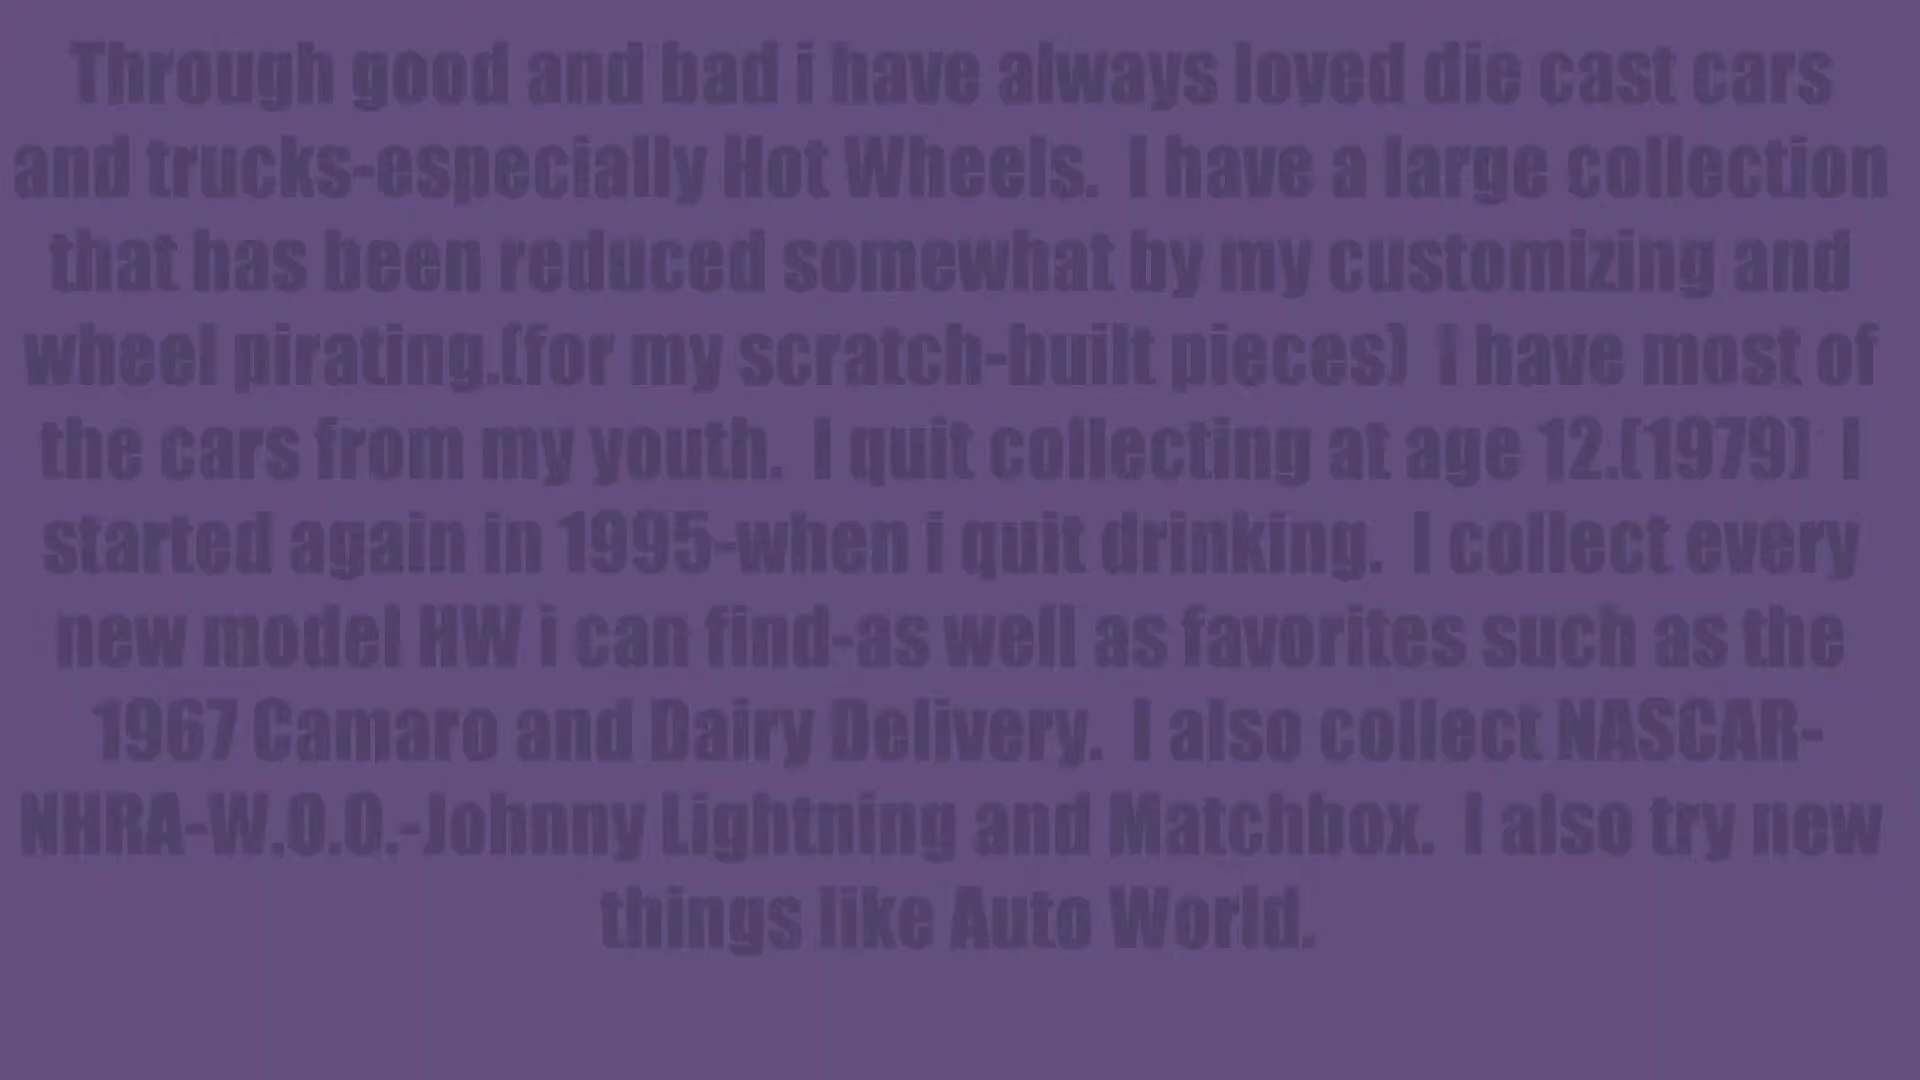 Through good and bad i have always loved die cast cars
and trucks-especially Hot Wheels.  I have a large collection
that has been reduced somewhat by my customizing and
wheel pirating.(for my scratch-built pieces)  I have most of
the cars from my youth.  I quit collecting at age 12.(1979)  I
started again in 1995-when i quit drinking.  I collect every
new model HW i can find-as well as favorites such as the
1967 Camaro and Dairy Delivery.  I also collect NASCAR-
NHRA-W.O.O.-Johnny Lightning and Matchbox.  I also try new
things like Auto World.